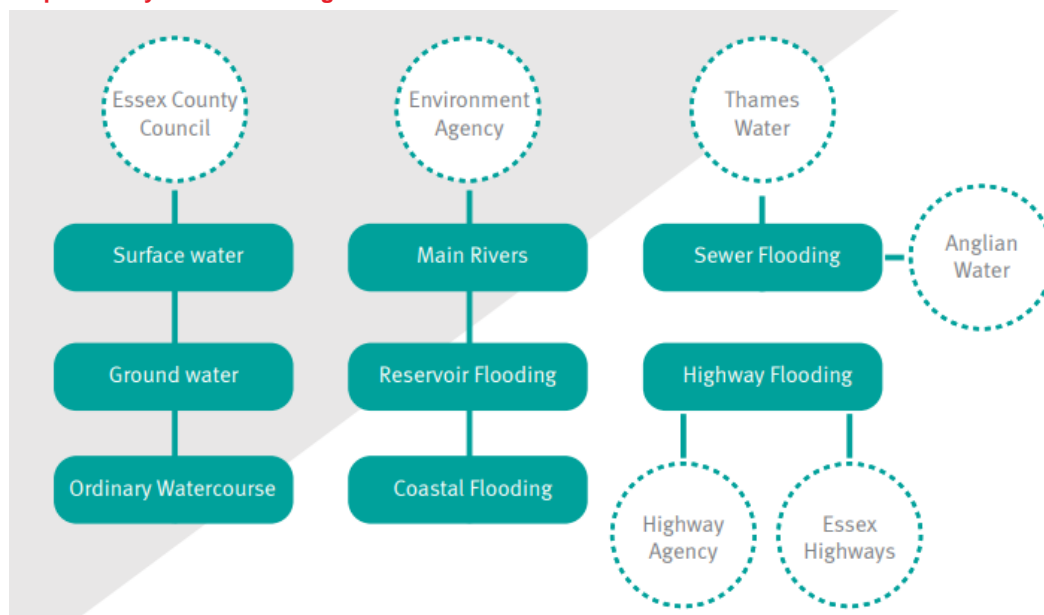 Essex County
Council
Environment
Agency
Thames
Water
Surface water
Main Rivers
Sewer Flooding
Anglian
Water
Ground water
Reservoir Flooding
Highway Flooding
Ordinary Watercourse
Coastal Flooding
Highway
Agency
Essex
Highways